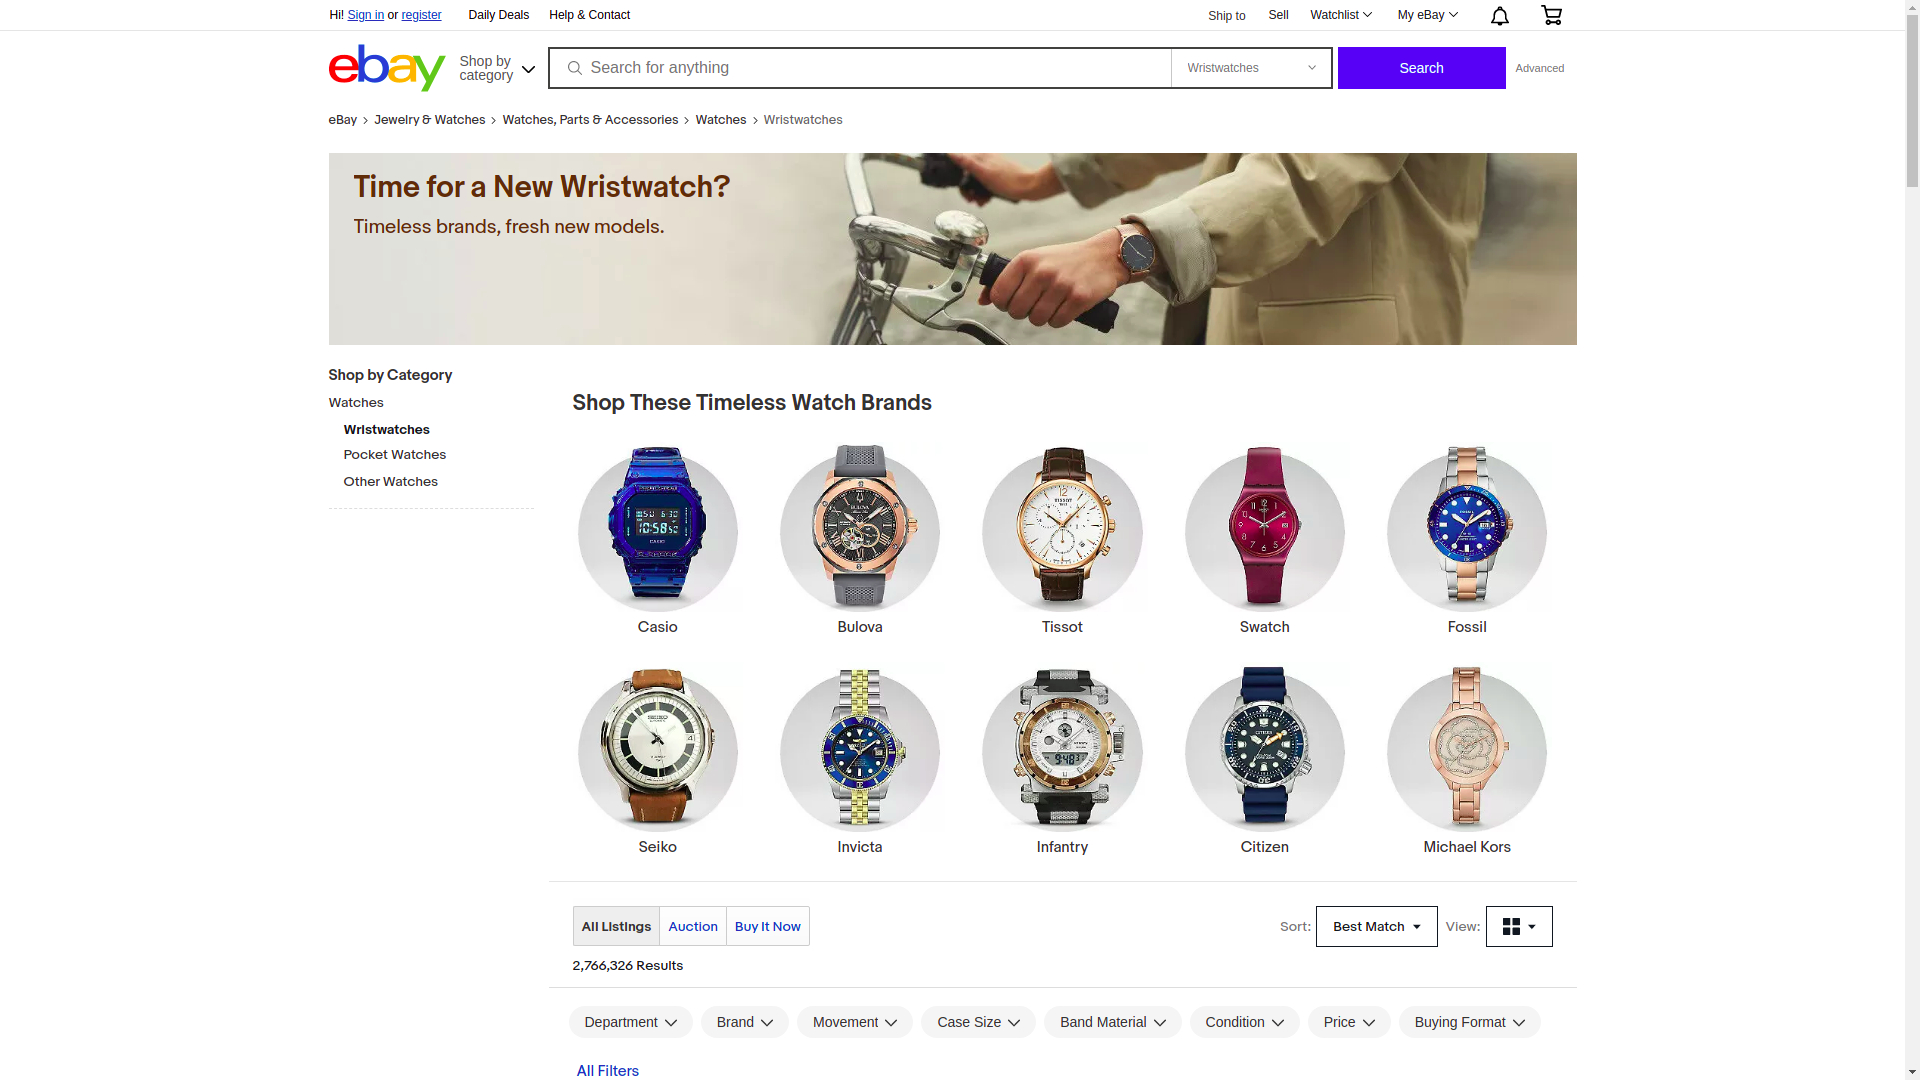 Hi! Sign in or register
Daily Deals
Help & Contact
Ship to
Sell
Watchlist
My eBay
ebay
Shop by
category
Search for anything
Wristwatches
Search
Advanced
eBay
Jewelry & Watches
Watches, Parts & Accessories
Watches
Wristwatches
Time for a New Wristwatch?
Timeless brands, fresh new models.
Shop by Category
Watches
Wristwatches
Pocket Watches
Other Watches
Shop These Timeless Watch Brands
Casio
Bulova
Tissot
Swatch
Fossil
Seiko
Invicta
Infantry
Citizen
Michael Kors
All Listings
Auction
Buy It Now
Sort:
Best Match
View:
2,766,326 Results
Department
Brand
Movement
Case Size
Band Material
Condition
Price
Buying Format
All Filters